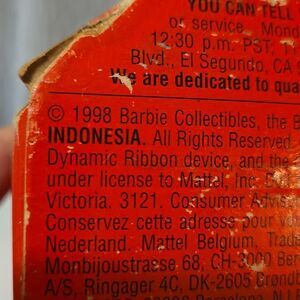 YOU CAN TELL
or service. Mond
12:30 p.m. PST: T
Blvd., El Segundo, CA
We are dedicated to qua
© 1998 Barbie Collectibles, the B
INDONESIA. All Rights Reserved.
Dynamic Ribbon device, and the
under license to Mattel, Inc.
Victoria. 3121. Consumer Advisor
Conservez cette adresse pour vou
Nederland. Mattel Belgium, Trade
Monbijoustrasse 68, CH-3000 Ber
A/S, Ringager 4C, DK-2605 Brønd